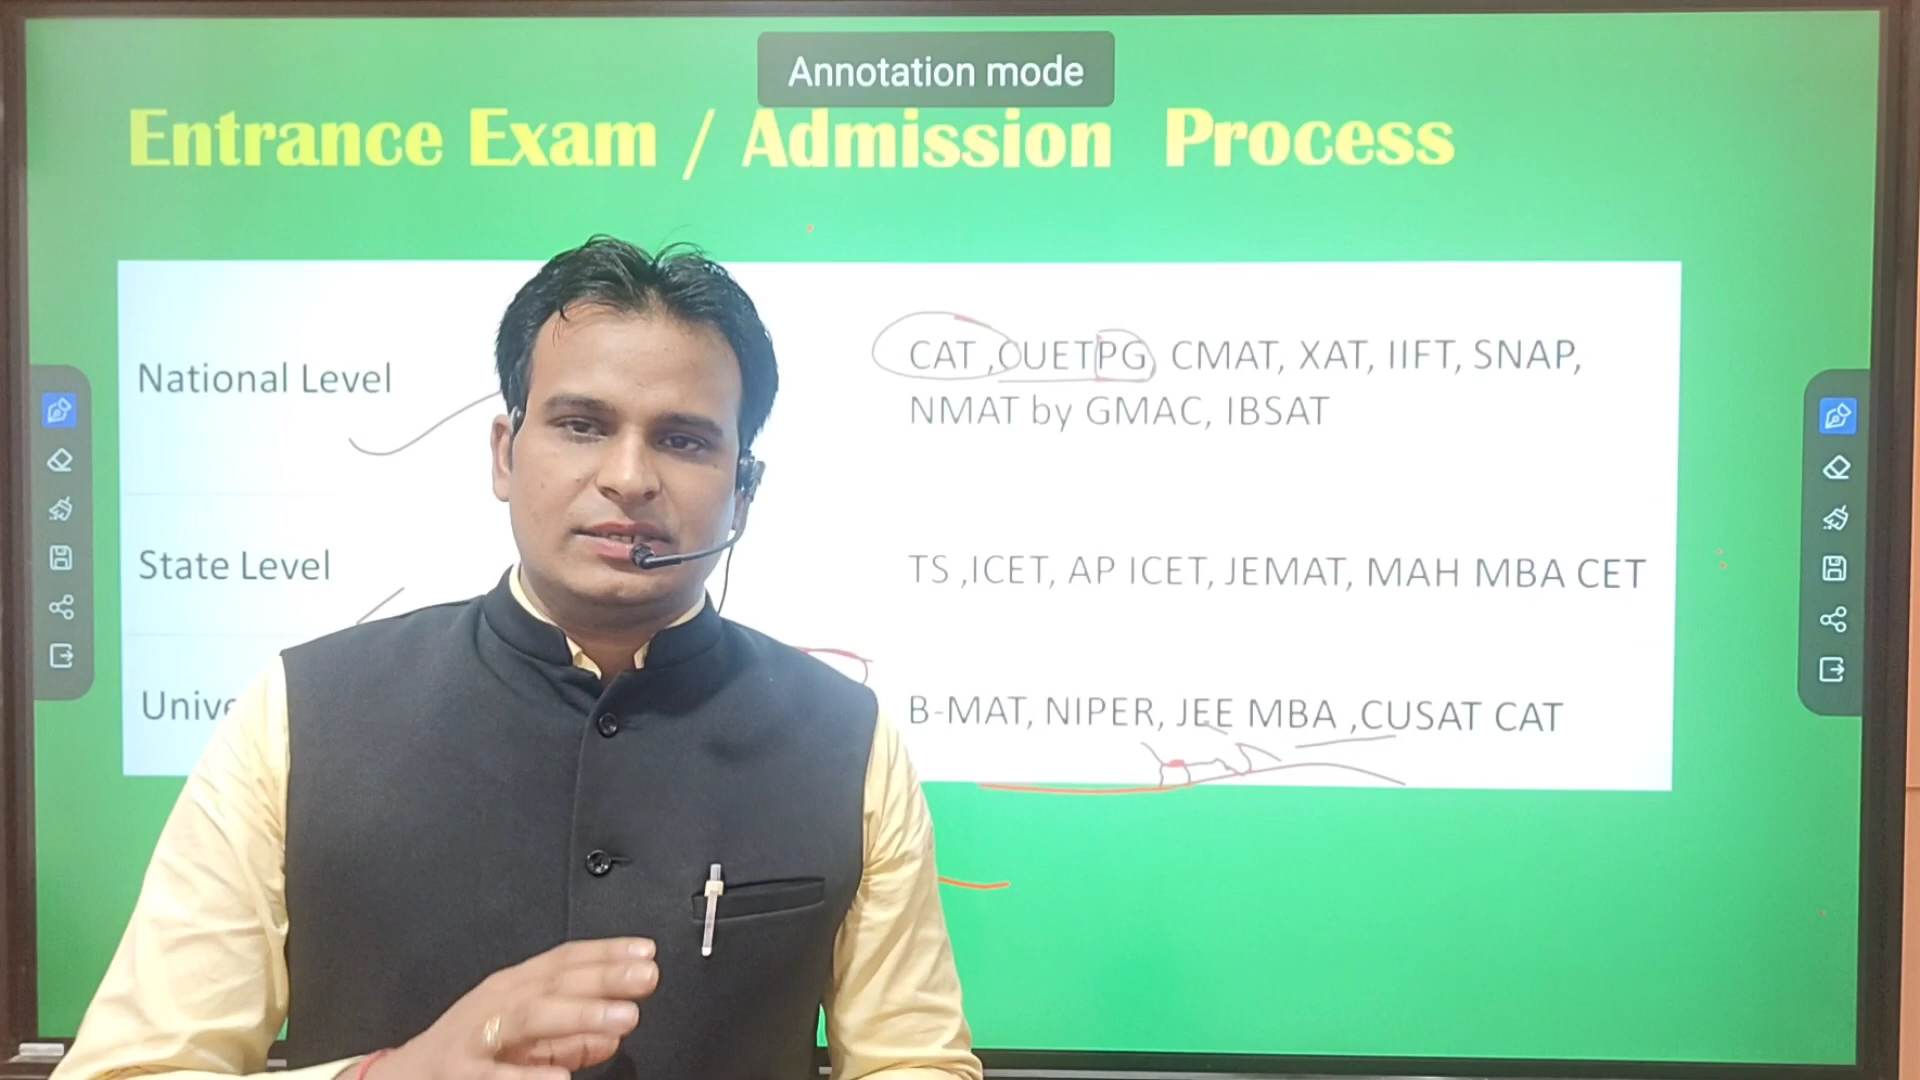 Annotation mode
Entrance Exam / Admission Process
National Level
CAT ,CUETPG, CMAT, XAT, IIFT, SNAP,
NMAT by GMAC, IBSAT
State Level
TS ,ICET, AP ICET, JEMAT, MAH MBA CET
B-MAT, NIPER, JEE MBA ,CUSAT CAT